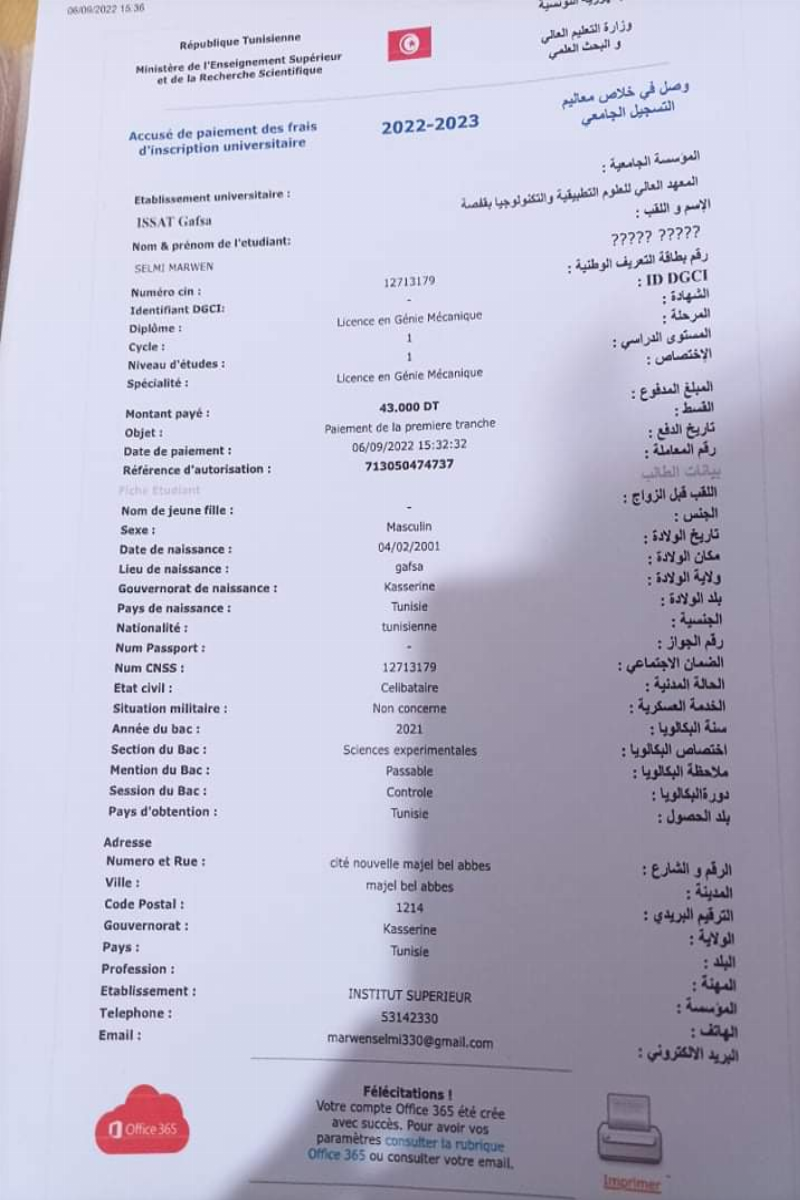 06/09/2022 15:36
République Tunisienne
Ministère de l'Enseignement Supérieur
et de la Recherche Scientifique
وزارة التعليم العالي
و البحث العلمي
Accusé de paiement des frais
d'inscription universitaire
2022-2023
وصل في خلاص معاليم
التسجيل الجامعي
Etablissement universitaire :
المؤسسة الجامعية :
ISSAT Gafsa
المعهد العالي للعلوم التطبيقية والتكنولوجيا بقفصة
Nom & prénom de l'etudiant:
الإسم و اللقب :
SELMI MARWEN
????? ?????
Numéro cin : 12713179 رقم بطاقة التعريف الوطنية :
Identifiant DGCI: - ID DGCI :
Diplôme : Licence en Génie Mécanique الشهادة :
Cycle : 1 المرحلة :
Niveau d'études : 1 المستوى الدراسي :
Spécialité : Licence en Génie Mécanique الإختصاص :
Montant payé : 43.000 DT المبلغ المدفوع :
Objet : Paiement de la premiere tranche القسط :
Date de paiement : 06/09/2022 15:32:32 تاريخ الدفع :
Référence d'autorisation : 713050474737 رقم المعاملة :
Fiche Etudiant بيانات الطالب
Nom de jeune fille : - اللقب قبل الزواج :
Sexe : Masculin الجنس :
Date de naissance : 04/02/2001 تاريخ الولادة :
Lieu de naissance : gafsa مكان الولادة :
Gouvernorat de naissance : Kasserine ولاية الولادة :
Pays de naissance : Tunisie بلد الولادة :
Nationalité : tunisienne الجنسية :
Num Passport : - رقم الجواز :
Num CNSS : 12713179 الضمان الاجتماعي :
Etat civil : Celibataire الحالة المدنية :
Situation militaire : Non concerne الخدمة العسكرية :
Année du bac : 2021 سنة البكالويا :
Section du Bac : Sciences experimentales اختصاص البكالويا :
Mention du Bac : Passable ملاحظة البكالويا :
Session du Bac : Controle دورةالبكالويا :
Pays d'obtention : Tunisie بلد الحصول :
Adresse
Numero et Rue : cité nouvelle majel bel abbes الرقم و الشارع :
Ville : majel bel abbes المدينة :
Code Postal : 1214 الترقيم البريدي :
Gouvernorat : Kasserine الولاية :
Pays : Tunisie البلد :
Profession : المهنة :
Etablissement : INSTITUT SUPERIEUR المؤسسة :
Telephone : 53142330 الهاتف :
Email : marwenselmi330@gmail.com البريد الالكتروني :
Office 365
Félécitations !
Votre compte Office 365 été crée
avec succès. Pour avoir vos
paramètres consulter la rubrique
Office 365 ou consulter votre email.
Imprimer